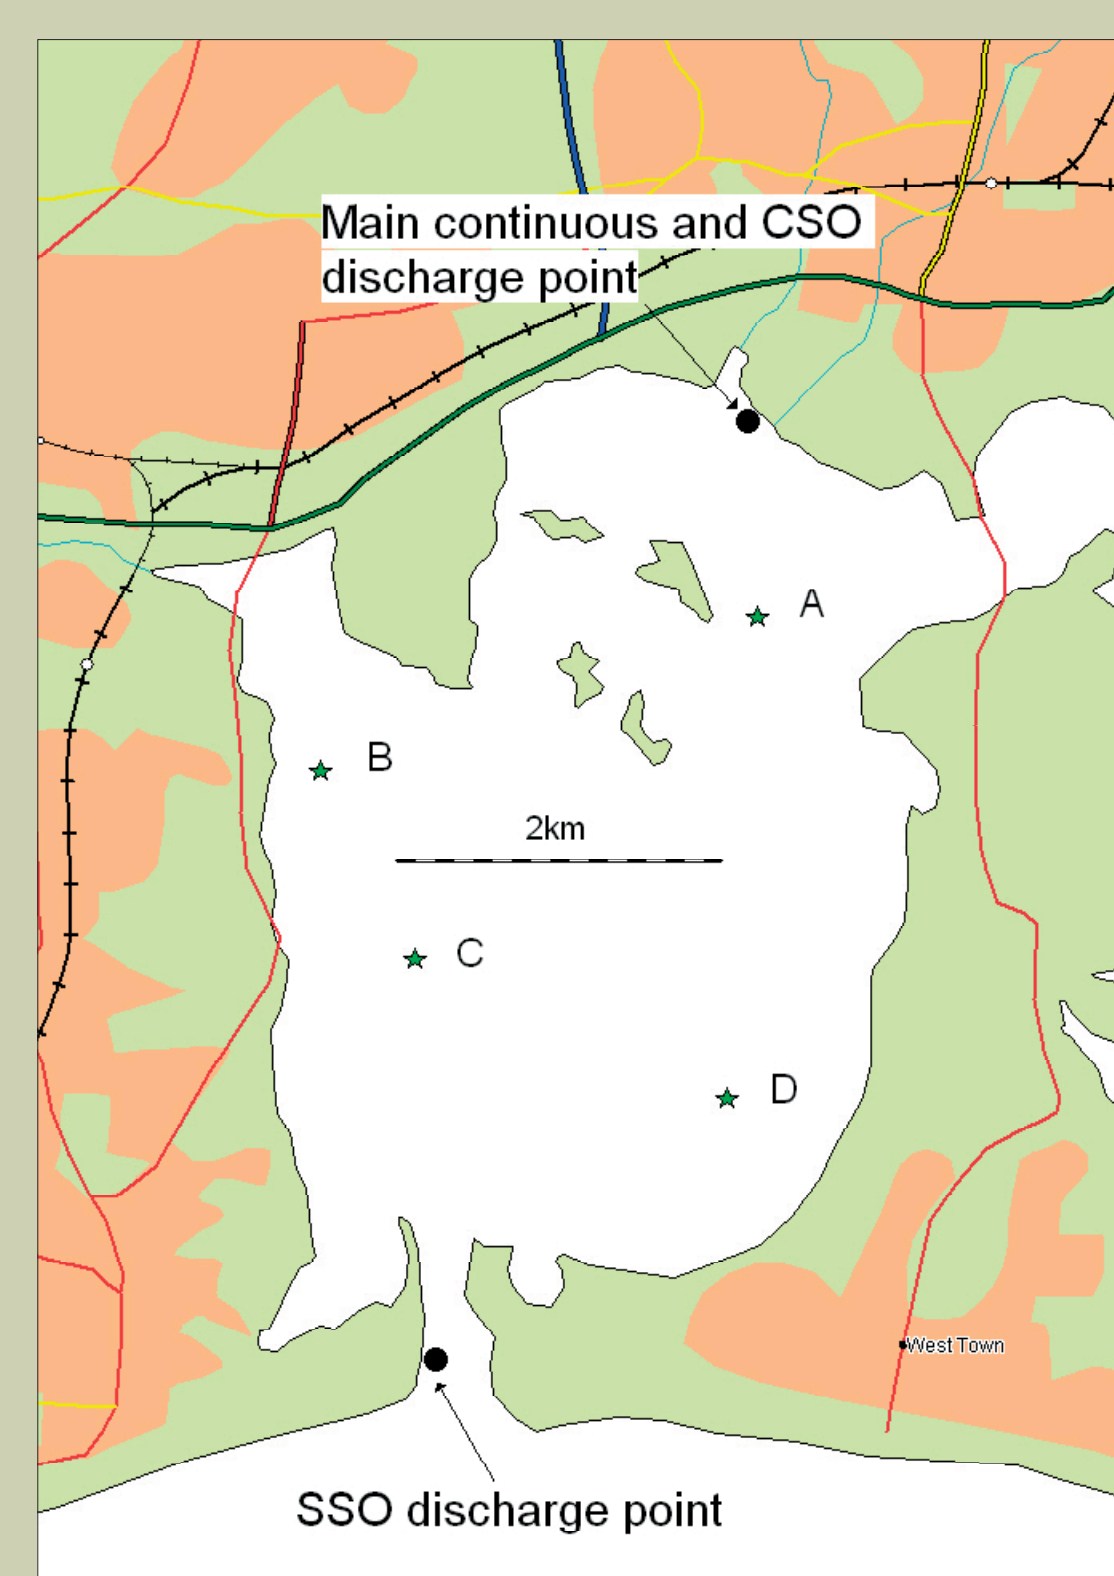 Main continuous and CSO
discharge point
A
B
2km
C
D
West Town
SSO discharge point